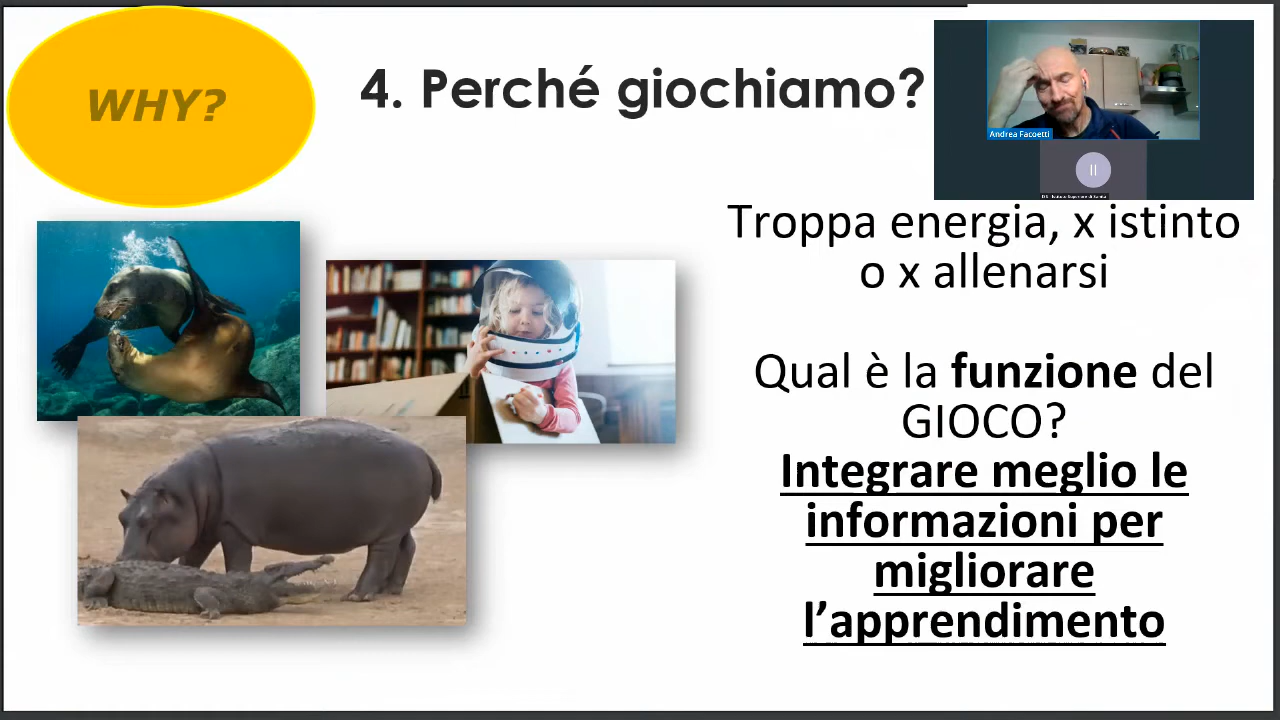 WHY?
4. Perché giochiamo?
Andrea Facoetti
Troppa energia, x istinto
o x allenarsi
Qual è la funzione del
GIOCO?
Integrare meglio le
informazioni per
migliorare
l’apprendimento